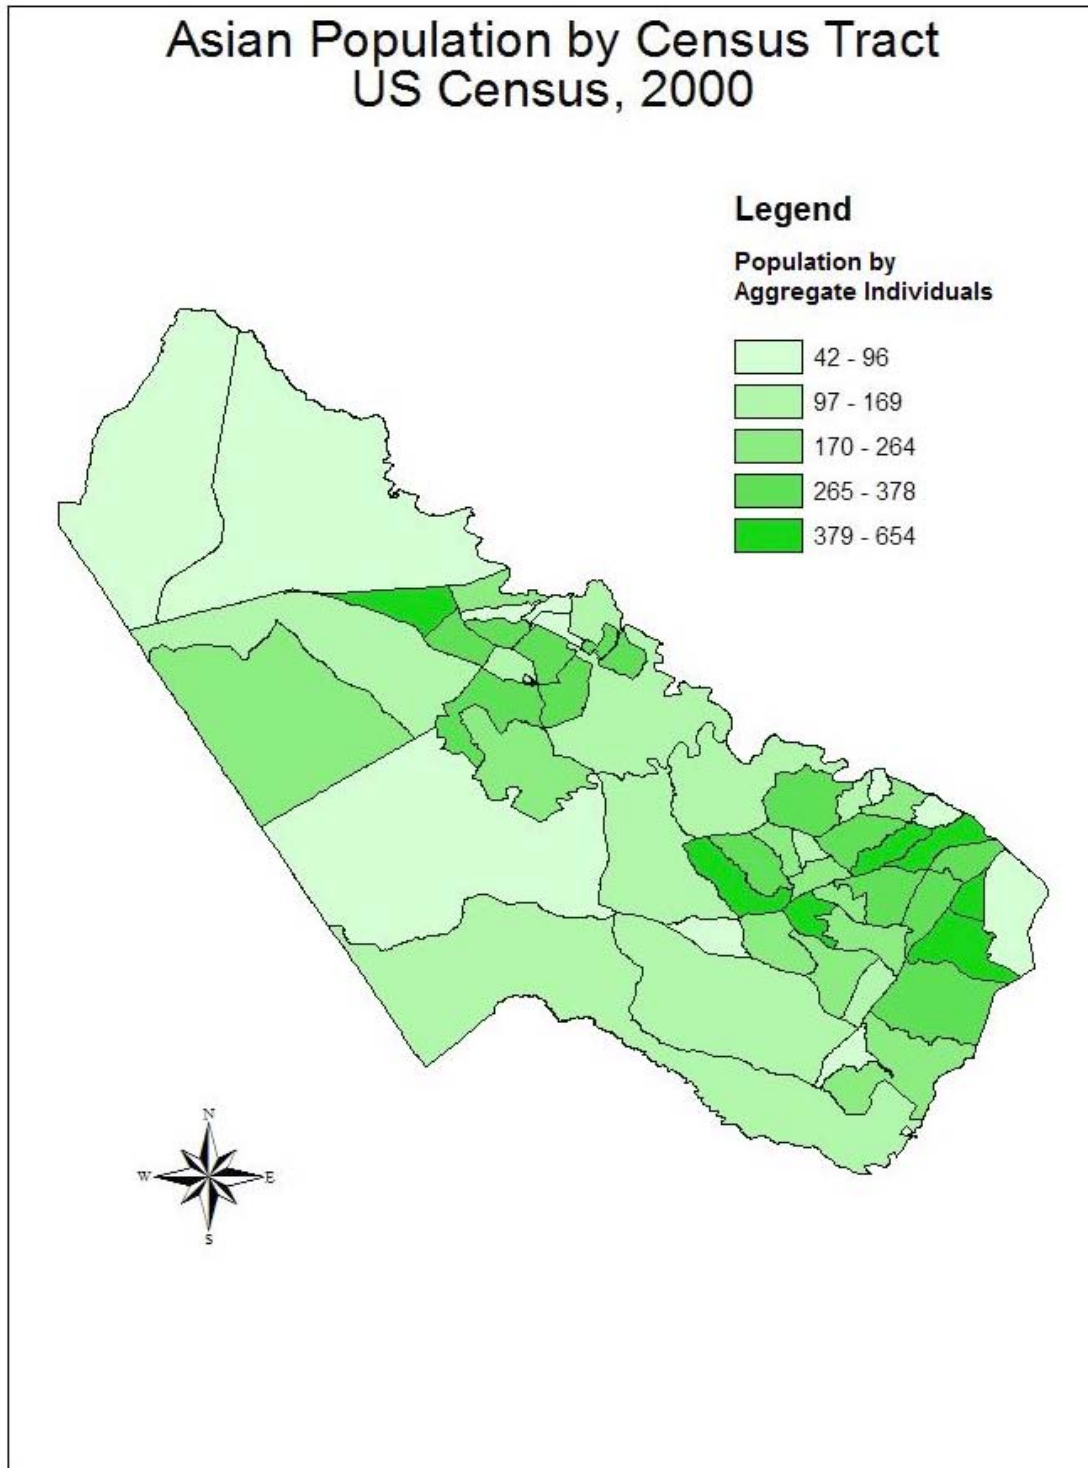 Asian Population by Census Tract
US Census, 2000
Legend
Population by
Aggregate Individuals
42 - 96
97 - 169
170 - 264
265 - 378
379 - 654
N
W
E
S